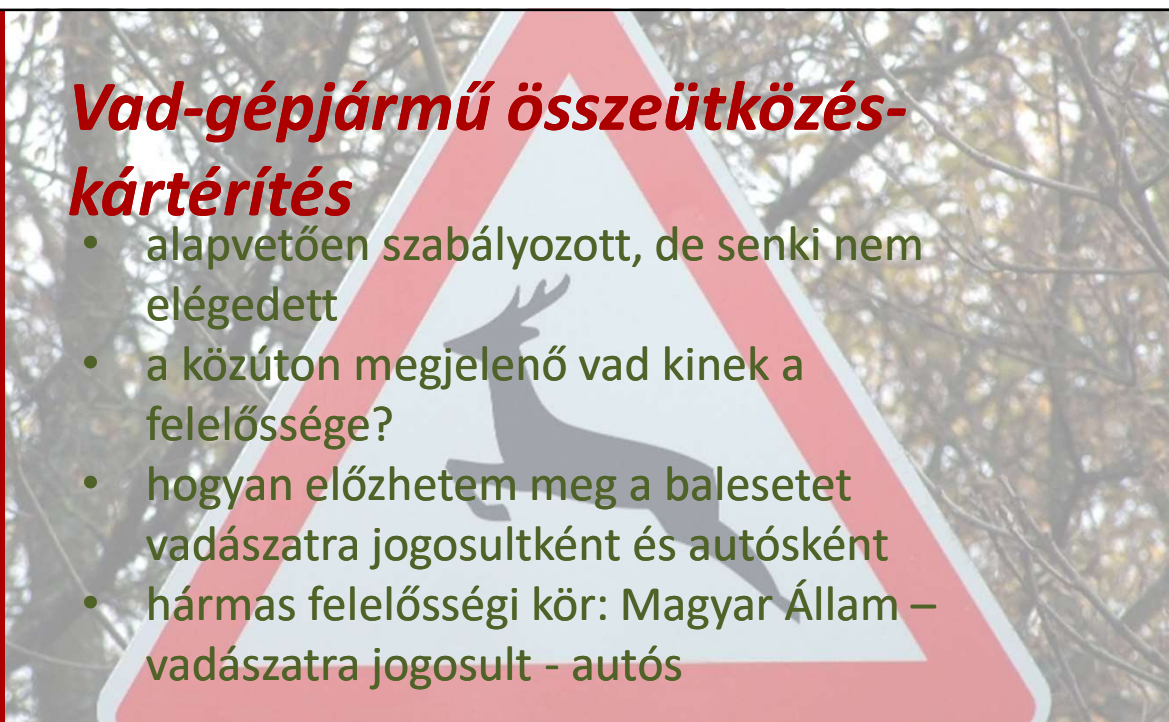 Vad-gépjármű összeütközés-
kártérítés
• alapvetően szabályozott, de senki nem
elégedett
• a közúton megjelenő vad kinek a
felelőssége?
• hogyan előzhetem meg a balesetet
vadászatra jogosultként és autósként
• hármas felelősségi kör: Magyar Állam –
vadászatra jogosult - autós